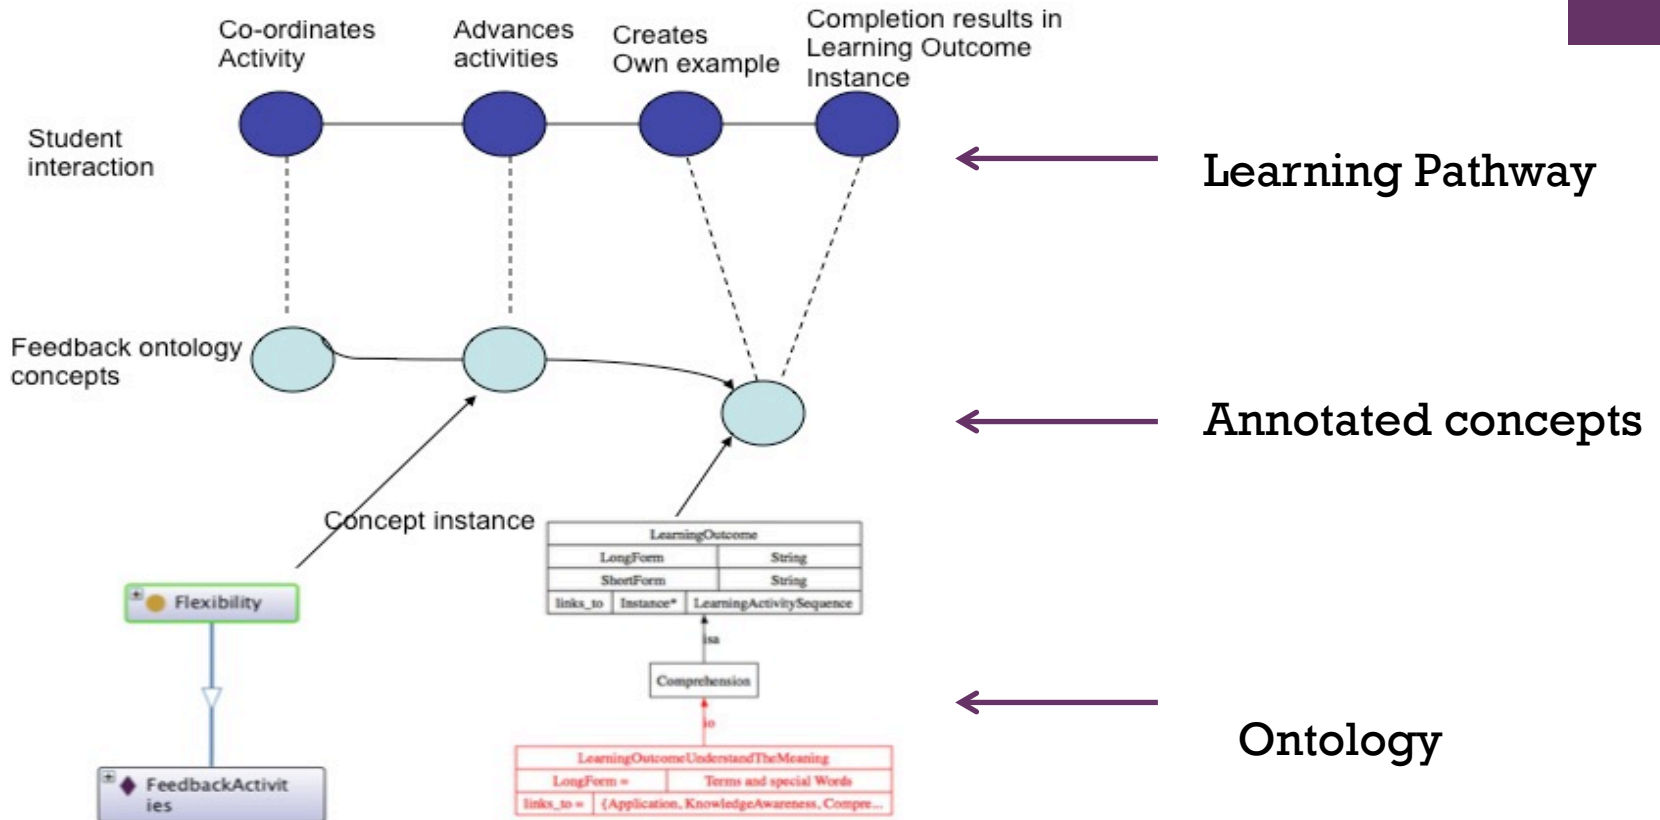 Co-ordinates
Activity
Advances
activities
Creates
Own example
Completion results in
Learning Outcome
Instance
Student
interaction
Learning Pathway
Feedback ontology
concepts
Annotated concepts
Concept instance
LearningOutcome
LongForm String
ShortForm String
links_to Instance* LearningActivitySequence
isa
Flexibility
Comprehension
io
Ontology
FeedbackActivit
ies
LearningOutcomeUnderstandTheMeaning
LongForm = Terms and special Words
links_to = {Application, KnowledgeAwareness, Compre...